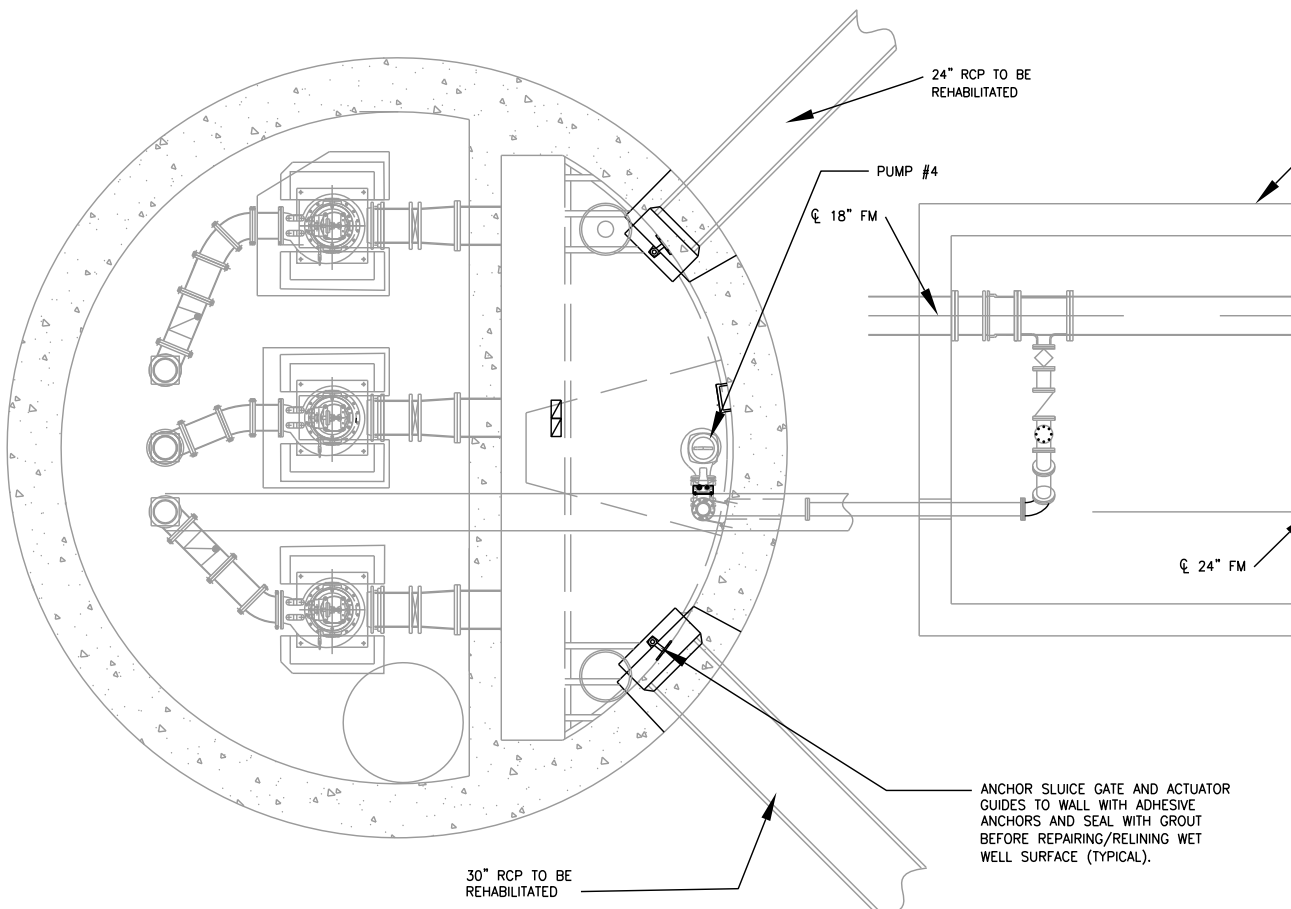 24" RCP TO BE
REHABILITATED
PUMP #4
℄ 18" FM
℄ 24" FM
ANCHOR SLUICE GATE AND ACTUATOR
GUIDES TO WALL WITH ADHESIVE
ANCHORS AND SEAL WITH GROUT
BEFORE REPAIRING/RELINING WET
WELL SURFACE (TYPICAL).
30" RCP TO BE
REHABILITATED